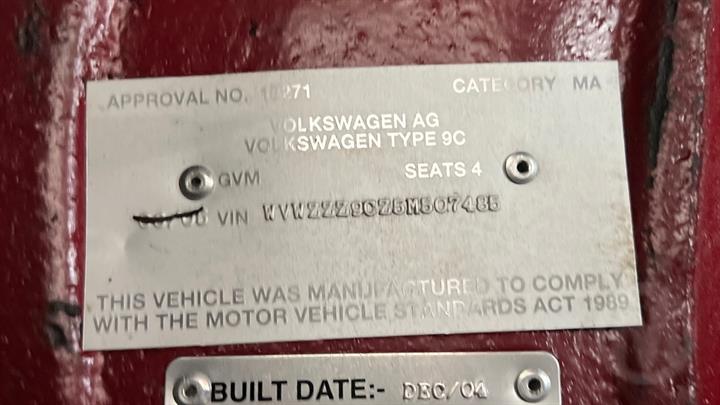 APPROVAL NO. 271 CATEGORY MA
VOLKSWAGEN AG
VOLKSWAGEN TYPE 9C
GVM SEATS 4
VIN WVWZZZ9CZ5M507485
THIS VEHICLE WAS MANUFACTURED TO COMPLY
WITH THE MOTOR VEHICLE STANDARDS ACT 1989
BUILT DATE:- DEC/04